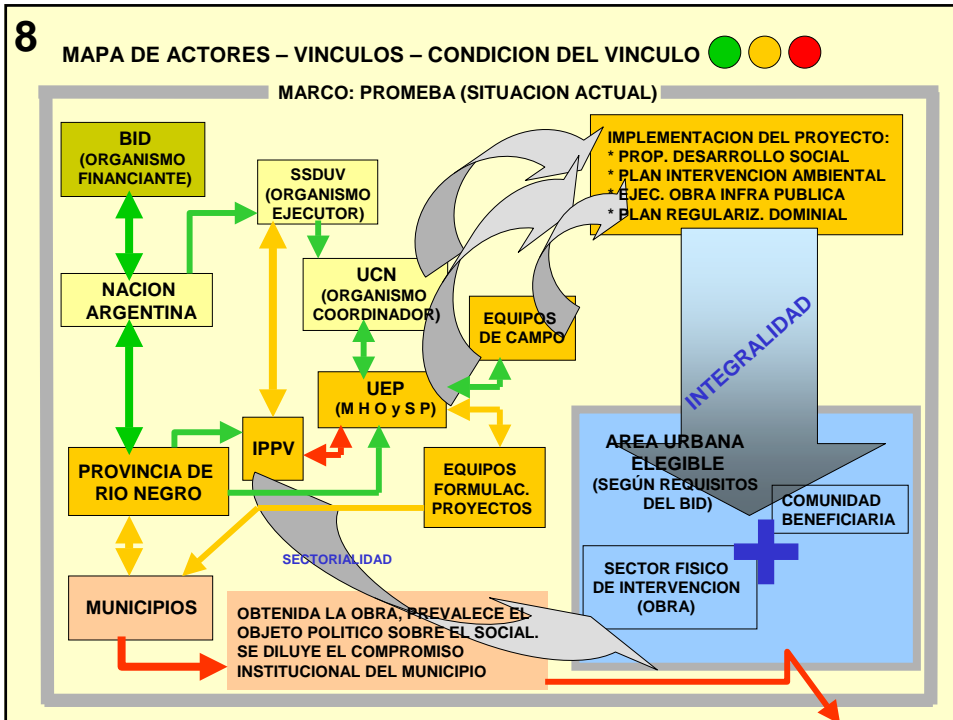 8
MAPA DE ACTORES – VINCULOS – CONDICION DEL VINCULO
MARCO: PROMEBA (SITUACION ACTUAL)
BID
(ORGANISMO
FINANCIANTE)
SSDUV
(ORGANISMO
EJECUTOR)
IMPLEMENTACION DEL PROYECTO:
* PROP. DESARROLLO SOCIAL
* PLAN INTERVENCION AMBIENTAL
* EJEC. OBRA INFRA PUBLICA
* PLAN REGULARIZ. DOMINIAL
NACION
ARGENTINA
UCN
(ORGANISMO
COORDINADOR)
EQUIPOS
DE CAMPO
INTEGRALIDAD
UEP
(M H O y S P)
IPPV
PROVINCIA DE
RIO NEGRO
EQUIPOS
FORMULAC.
PROYECTOS
AREA URBANA
ELEGIBLE
(SEGÚN REQUISITOS
DEL BID)
COMUNIDAD
BENEFICIARIA
SECTORIALIDAD
SECTOR FISICO
DE INTERVENCION
(OBRA)
MUNICIPIOS
OBTENIDA LA OBRA, PREVALECE EL
OBJETO POLITICO SOBRE EL SOCIAL.
SE DILUYE EL COMPROMISO
INSTITUCIONAL DEL MUNICIPIO